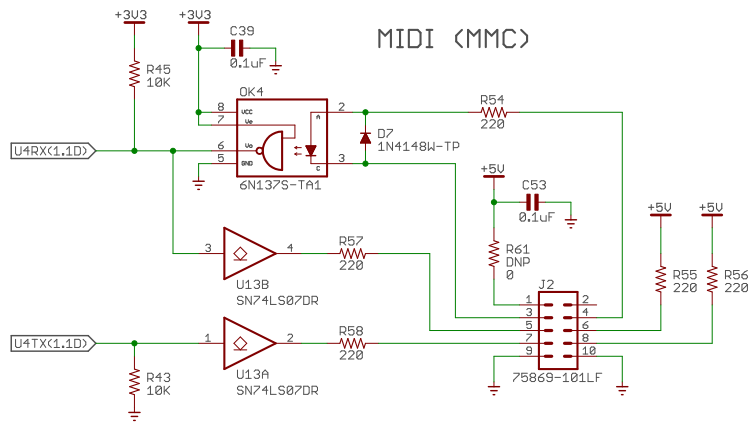 +3V3
+3V3
C39
0.1uF
MIDI (MMC)
R45
10K
OK4
8
VCC
7
Ve
6
Vo
5
GND
A
2
C
3
6N137S-TA1
D7
1N4148W-TP
R54
220
U4RX(1.1D)
+5V
C53
0.1uF
+5V
+5V
R61
DNP
0
3
4
U13B
SN74LS07DR
R57
220
R55
220
R56
220
J2
1
2
3
4
5
6
7
8
9
10
75869-101LF
U4TX(1.1D)
1
2
U13A
SN74LS07DR
R58
220
R43
10K